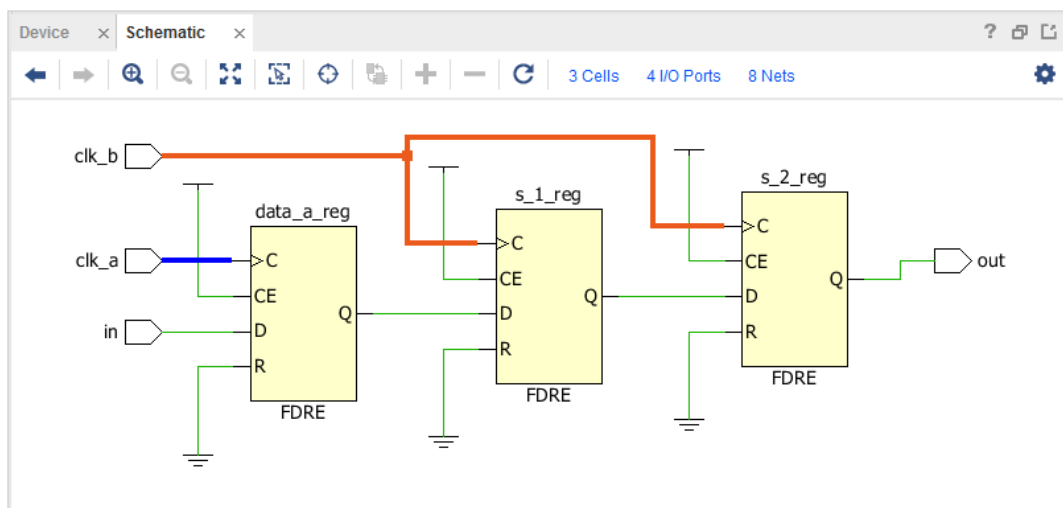 Device × Schematic ×
?
3 Cells 4 I/O Ports 8 Nets
clk_b
clk_a
in
data_a_reg
C
CE
D
R
Q
FDRE
s_1_reg
C
CE
D
R
Q
FDRE
s_2_reg
C
CE
D
R
Q
FDRE
out